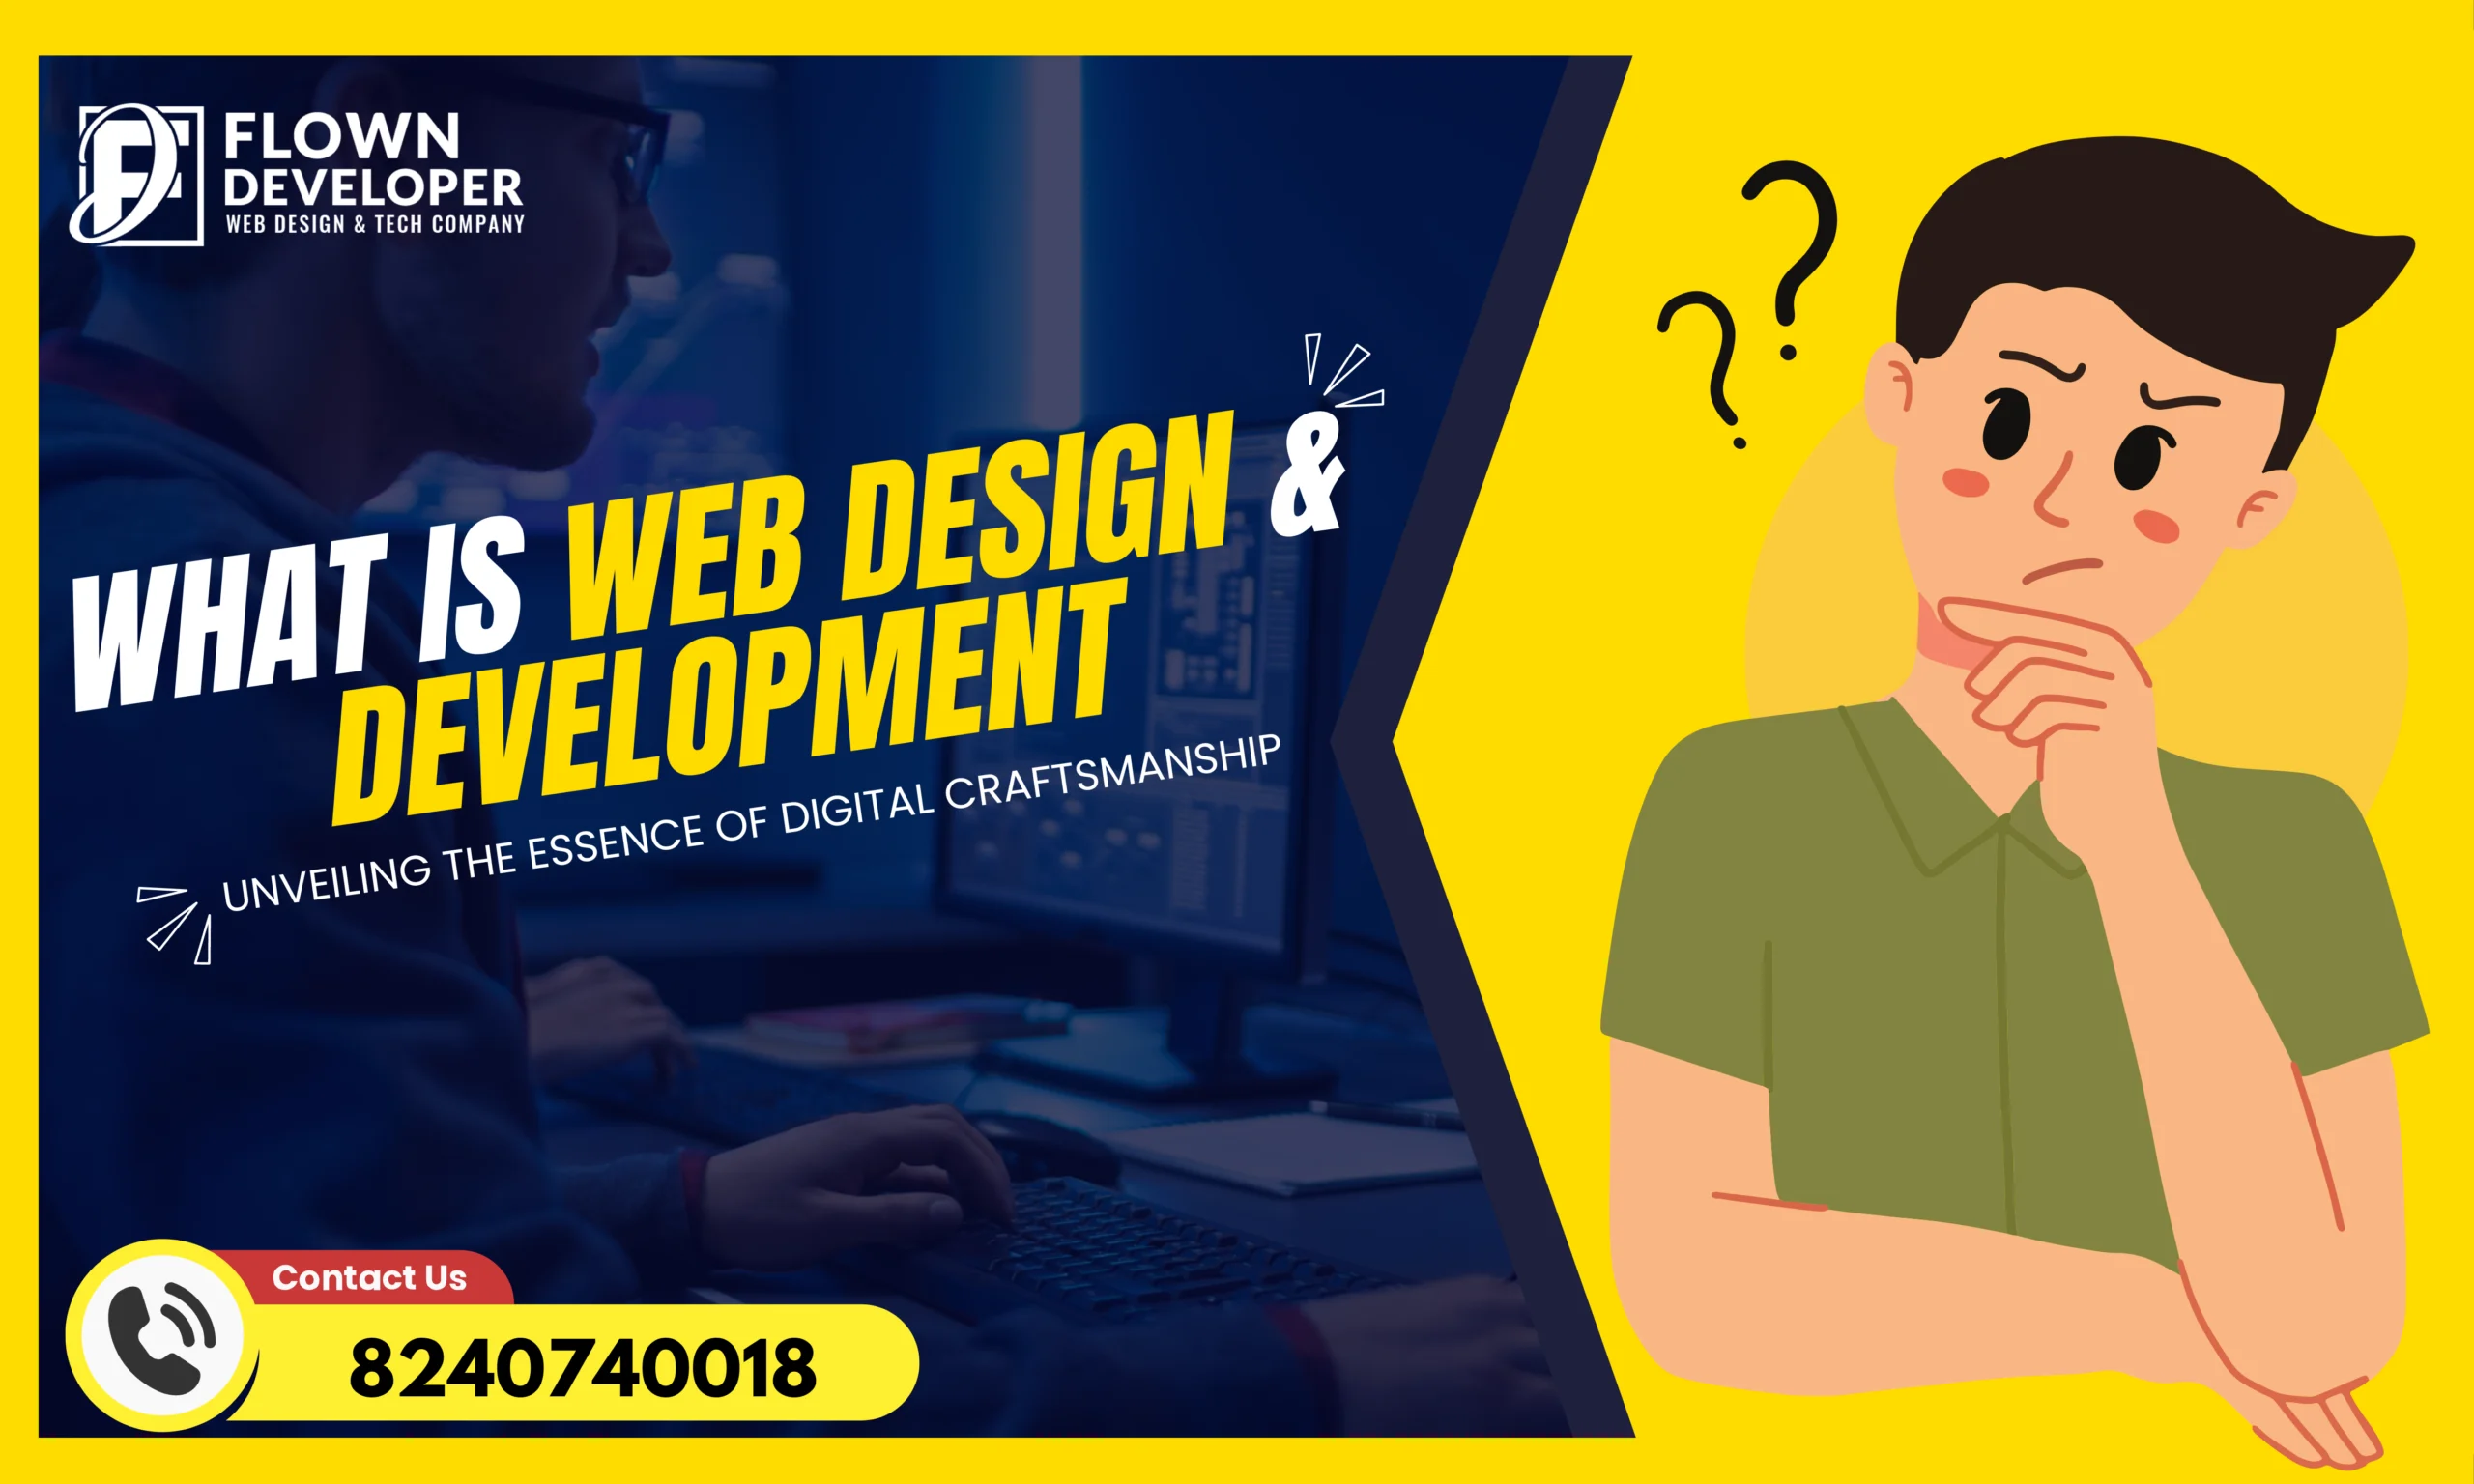 FLOWN
DEVELOPER
WEB DESIGN & TECH COMPANY
WHAT IS WEB DESIGN &
DEVELOPMENT
UNVEILING THE ESSENCE OF DIGITAL CRAFTSMANSHIP
Contact Us
8240740018